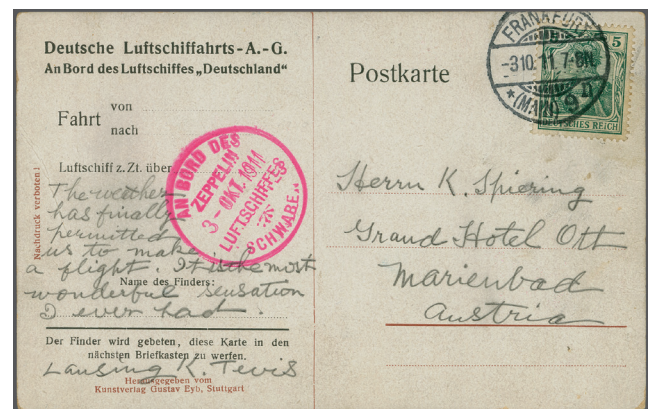 Deutsche Luftschiffahrts-A.-G.
An Bord des Luftschiffes „Deutschland“
Fahrt von
nach
Luftschiff z. Zt. über
The weather
has finally
permitted
us to make
a flight. It is the most
Name des Finders:
wonderful sensation
I ever had.
Der Finder wird gebeten, diese Karte in den
nächsten Briefkasten zu werfen.
Lansing K. Tevis
Herausgegeben vom
Kunstverlag Gustav Eyb, Stuttgart
Nachdruck verboten!
AN BORD DES
ZEPPELIN
3-OKT. 1911
LUFTSCHIFFES
„SCHWABE“
Postkarte
FRANKFURT
-3.10.11.7-8N.
* (MAIN) 9
5
DEUTSCHES REICH
Herrn K. Spiering
Grand Hotel Ott
Marienbad
Austria